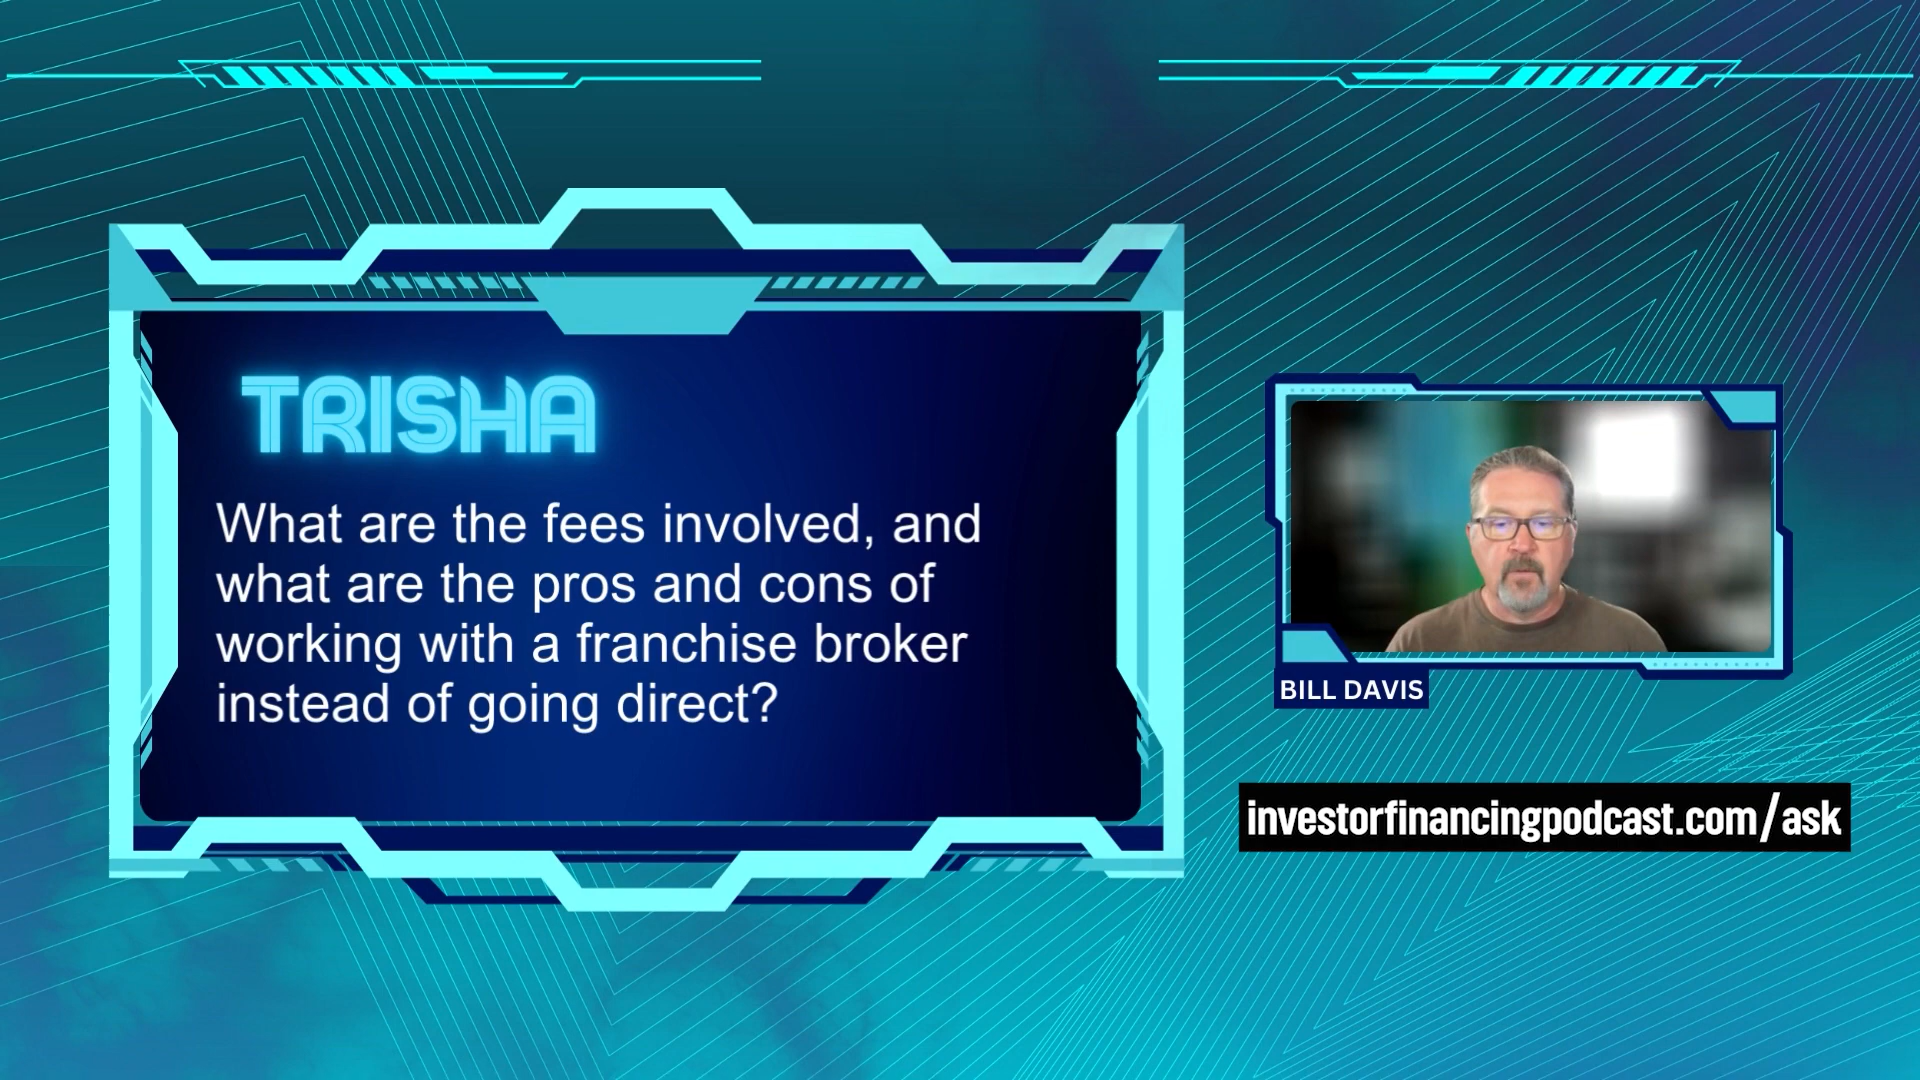 TRISHA
What are the fees involved, and
what are the pros and cons of
working with a franchise broker
instead of going direct?
BILL DAVIS
investorfinancingpodcast.com/ask